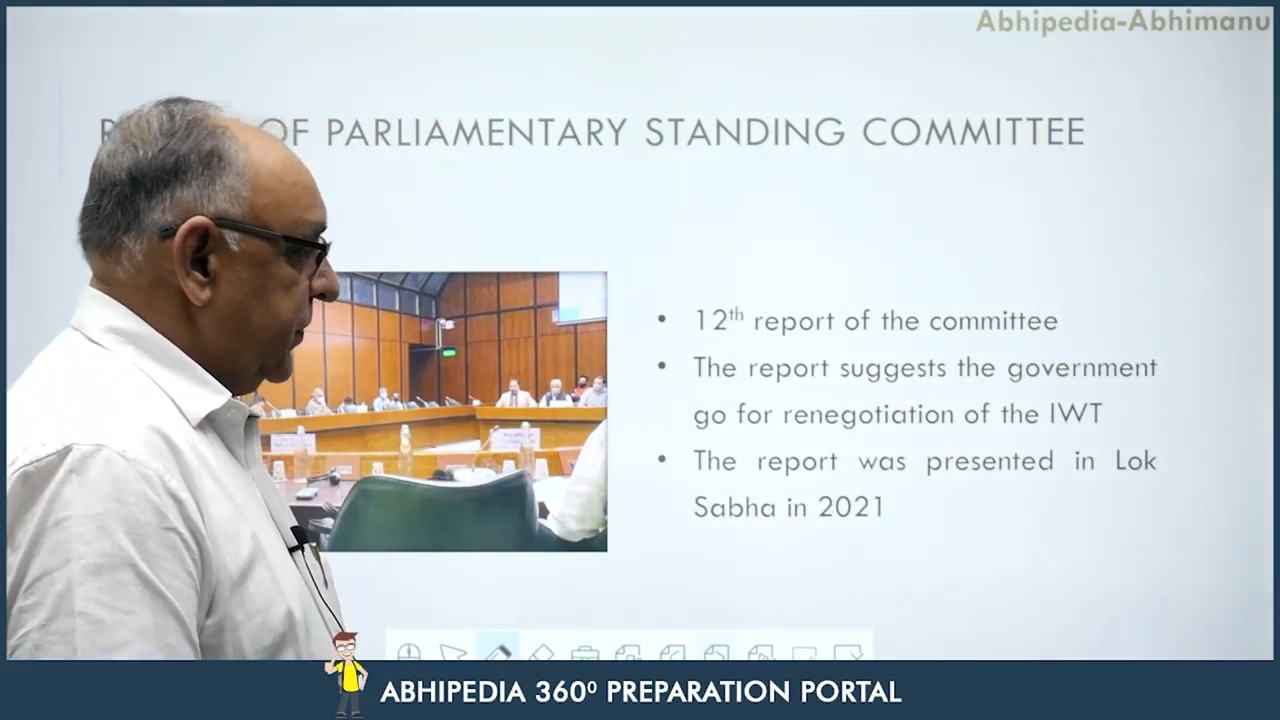 Abhipedia-Abhimanu
OF PARLIAMENTARY STANDING COMMITTEE
• 12th report of the committee
• The report suggests the government
go for renegotiation of the IWT
• The report was presented in Lok
Sabha in 2021
ABHIPEDIA 360⁰ PREPARATION PORTAL